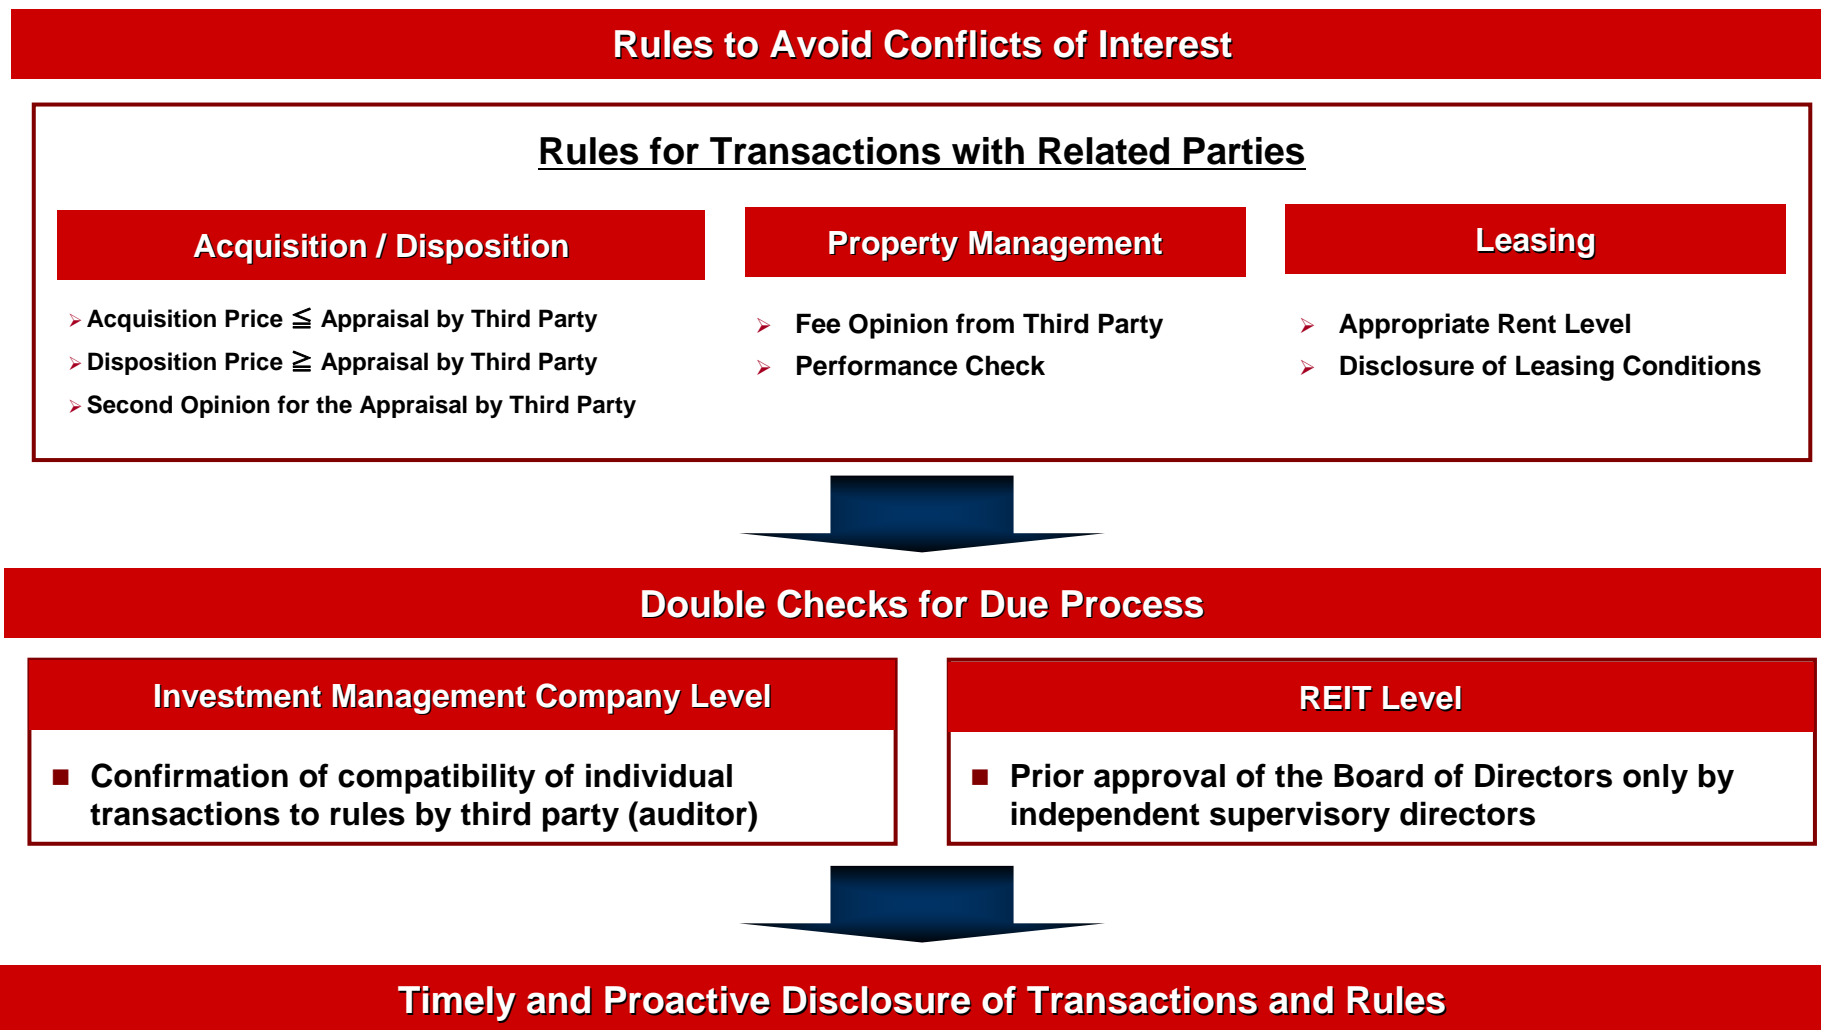 Rules to Avoid Conflicts of Interest
Rules for Transactions with Related Parties
Acquisition / Disposition
➢Acquisition Price ≦ Appraisal by Third Party
➢Disposition Price ≧ Appraisal by Third Party
➢Second Opinion for the Appraisal by Third Party
Property Management
➢ Fee Opinion from Third Party
➢ Performance Check
Leasing
➢ Appropriate Rent Level
➢ Disclosure of Leasing Conditions
Double Checks for Due Process
Investment Management Company Level
■ Confirmation of compatibility of individual
transactions to rules by third party (auditor)
REIT Level
■ Prior approval of the Board of Directors only by
independent supervisory directors
Timely and Proactive Disclosure of Transactions and Rules